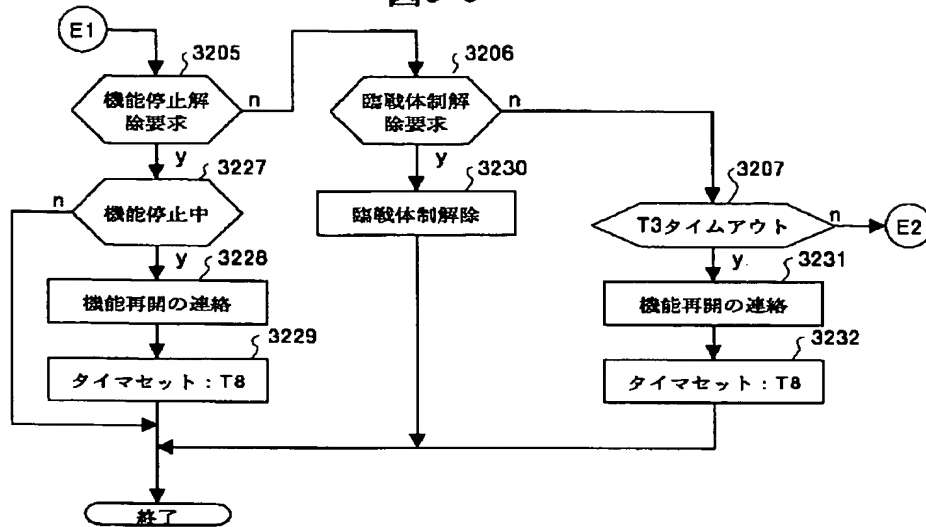 E1
3205
機能停止解
除要求
n
y
3206
臨戦体制解
除要求
n
y
3227
機能停止中
n
y
3230
臨戦体制解除
3207
T3タイムアウト
n
E2
y
3228
機能再開の連絡
3231
機能再開の連絡
3229
タイマセット：T8
3232
タイマセット：T8
終了